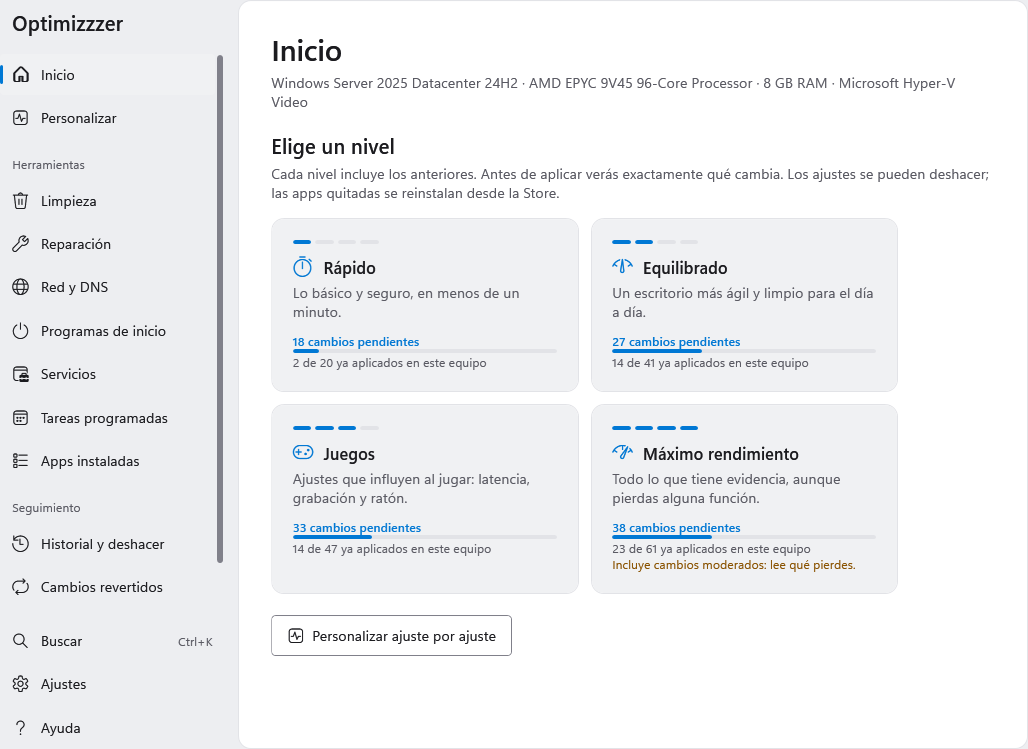 Optimizzzer
Inicio
Personalizar
Herramientas
Limpieza
Reparación
Red y DNS
Programas de inicio
Servicios
Tareas programadas
Apps instaladas
Seguimiento
Historial y deshacer
Cambios revertidos
Buscar Ctrl+K
Ajustes
Ayuda
Inicio
Windows Server 2025 Datacenter 24H2 · AMD EPYC 9V45 96-Core Processor · 8 GB RAM · Microsoft Hyper-V
Video
Elige un nivel
Cada nivel incluye los anteriores. Antes de aplicar verás exactamente qué cambia. Los ajustes se pueden deshacer;
las apps quitadas se reinstalan desde la Store.
Rápido
Lo básico y seguro, en menos de un
minuto.
18 cambios pendientes
2 de 20 ya aplicados en este equipo
Equilibrado
Un escritorio más ágil y limpio para el día
a día.
27 cambios pendientes
14 de 41 ya aplicados en este equipo
Juegos
Ajustes que influyen al jugar: latencia,
grabación y ratón.
33 cambios pendientes
14 de 47 ya aplicados en este equipo
Máximo rendimiento
Todo lo que tiene evidencia, aunque
pierdas alguna función.
38 cambios pendientes
23 de 61 ya aplicados en este equipo
Incluye cambios moderados: lee qué pierdes.
Personalizar ajuste por ajuste